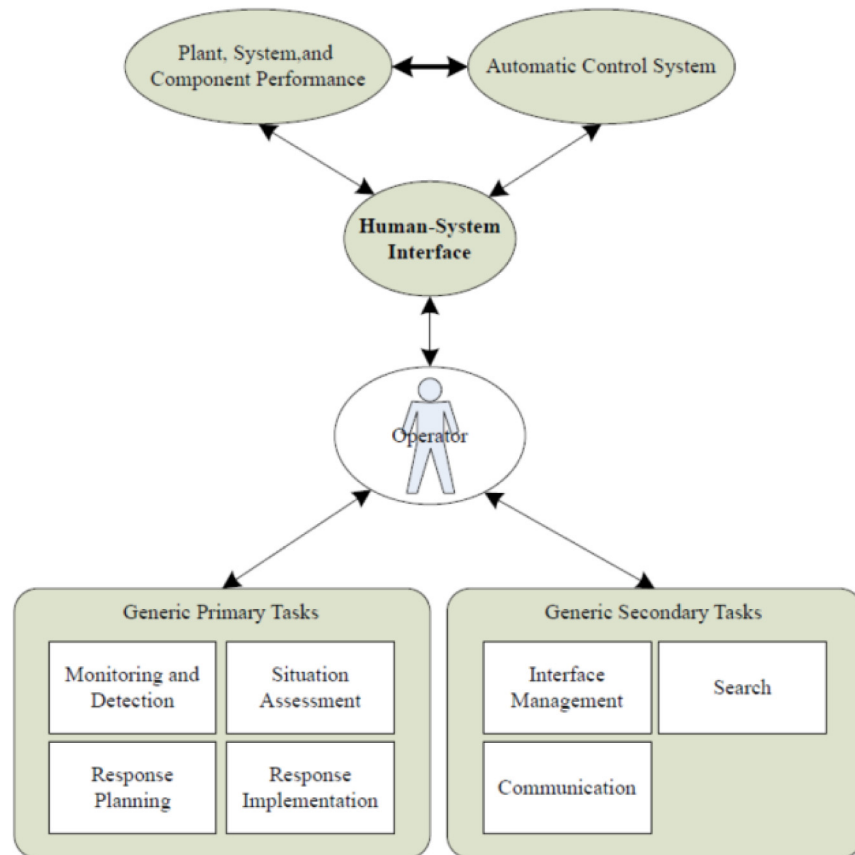 Plant, System,and
Component Performance
Automatic Control System
Human-System
Interface
Operator
Generic Primary Tasks
Monitoring and
Detection
Situation
Assessment
Response
Planning
Response
Implementation
Generic Secondary Tasks
Interface
Management
Search
Communication